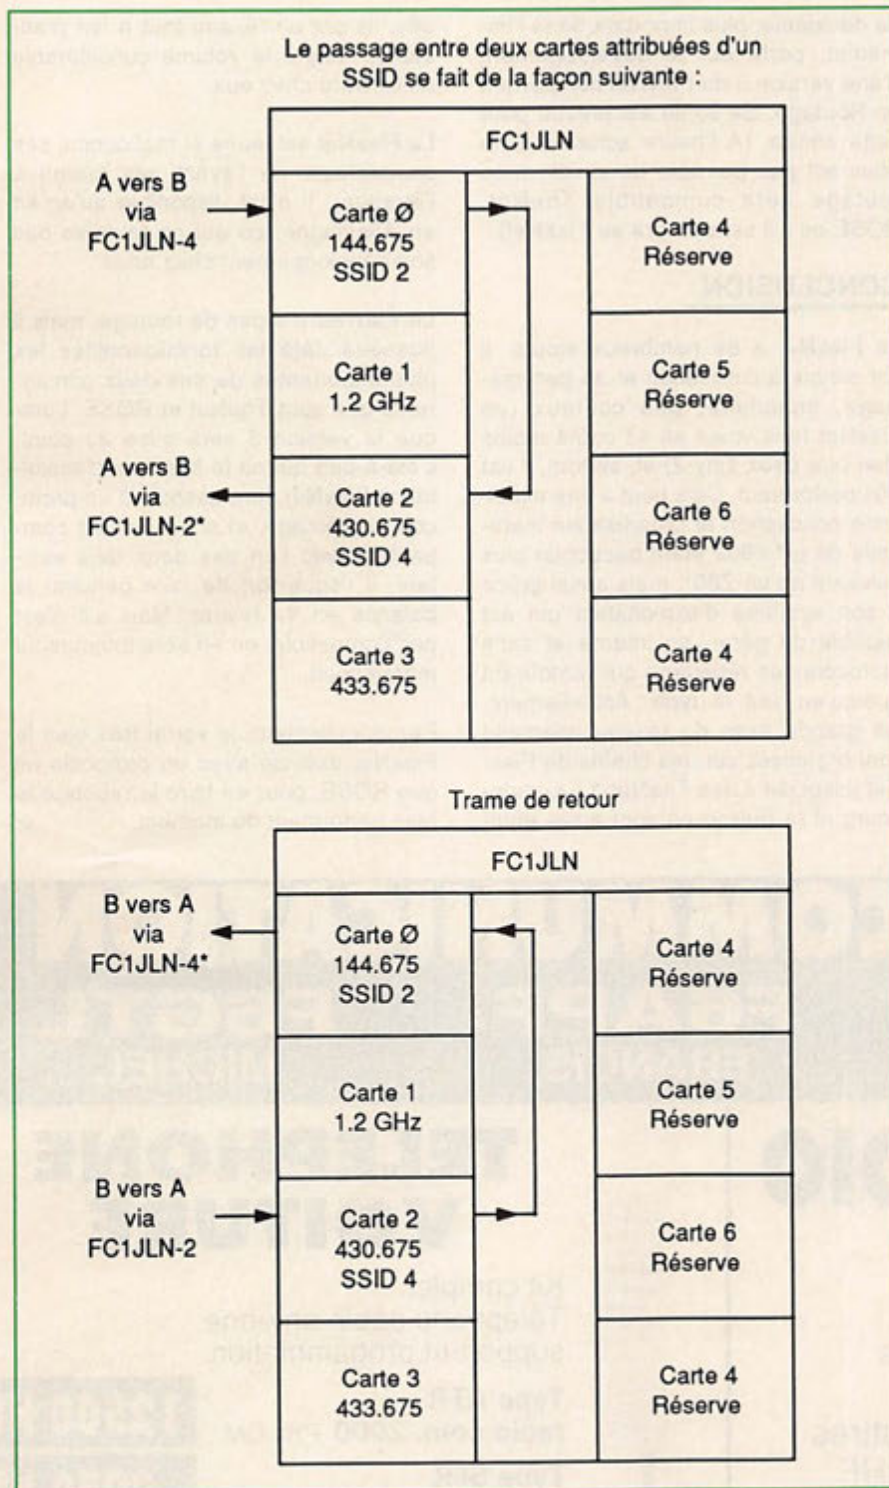 Le passage entre deux cartes attribuées d'un
SSID se fait de la façon suivante :
FC1JLN
A vers B
via
FC1JLN-4
Carte Ø
144.675
SSID 2
Carte 4
Réserve
Carte 1
1.2 GHz
Carte 5
Réserve
A vers B
via
FC1JLN-2*
Carte 2
430.675
SSID 4
Carte 6
Réserve
Carte 3
433.675
Carte 4
Réserve
Trame de retour
FC1JLN
B vers A
via
FC1JLN-4*
Carte Ø
144.675
SSID 2
Carte 4
Réserve
Carte 1
1.2 GHz
Carte 5
Réserve
B vers A
via
FC1JLN-2
Carte 2
430.675
SSID 4
Carte 6
Réserve
Carte 3
433.675
Carte 4
Réserve